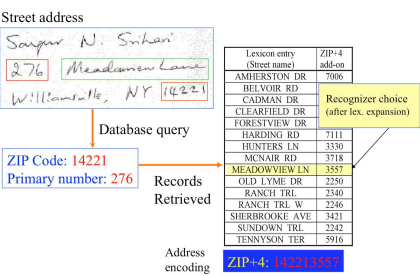 Street address
Sargur N. Srihari
276 Meadowview Lane
Williamsville, NY 14221
Database query
ZIP Code: 14221
Primary number: 276
Records
Retrieved
Lexicon entry
(Street name)
ZIP+4
add-on
AMHERSTON DR 7006
BELVOIR RD
CADMAN DR
CLEARFIELD DR
FORESTVIEW DR
HARDING RD 7111
HUNTERS LN 3330
MCNAIR RD 3718
MEADOWVIEW LN 3557
OLD LYME DR 2250
RANCH TRL 2340
RANCH TRL W 2246
SHERBROOKE AVE 3421
SUNDOWN TRL 2242
TENNYSON TER 5916
Recognizer choice
(after lex. expansion)
Address
encoding
ZIP+4: 142213557